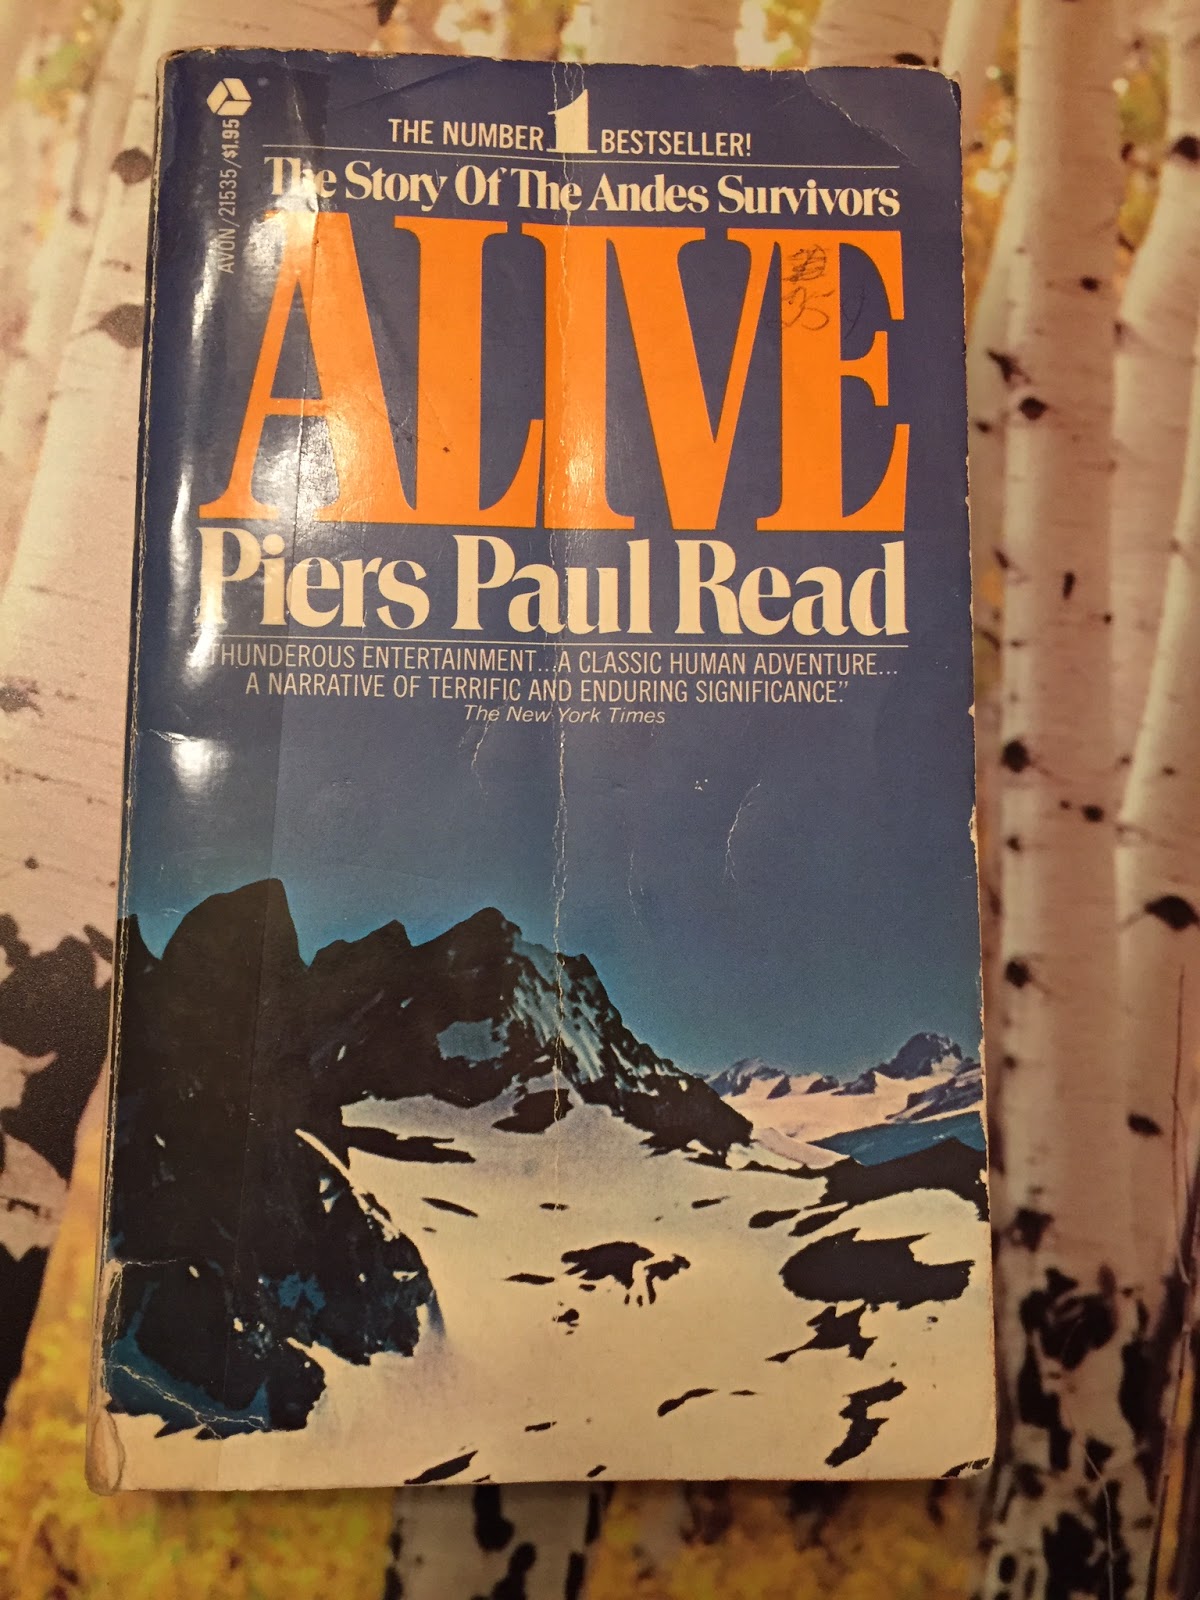 THE NUMBER 1 BESTSELLER!
The Story Of The Andes Survivors
AVON/21535/$1.95
ALIVE
Piers Paul Read
THUNDEROUS ENTERTAINMENT...A CLASSIC HUMAN ADVENTURE...
A NARRATIVE OF TERRIFIC AND ENDURING SIGNIFICANCE."
The New York Times